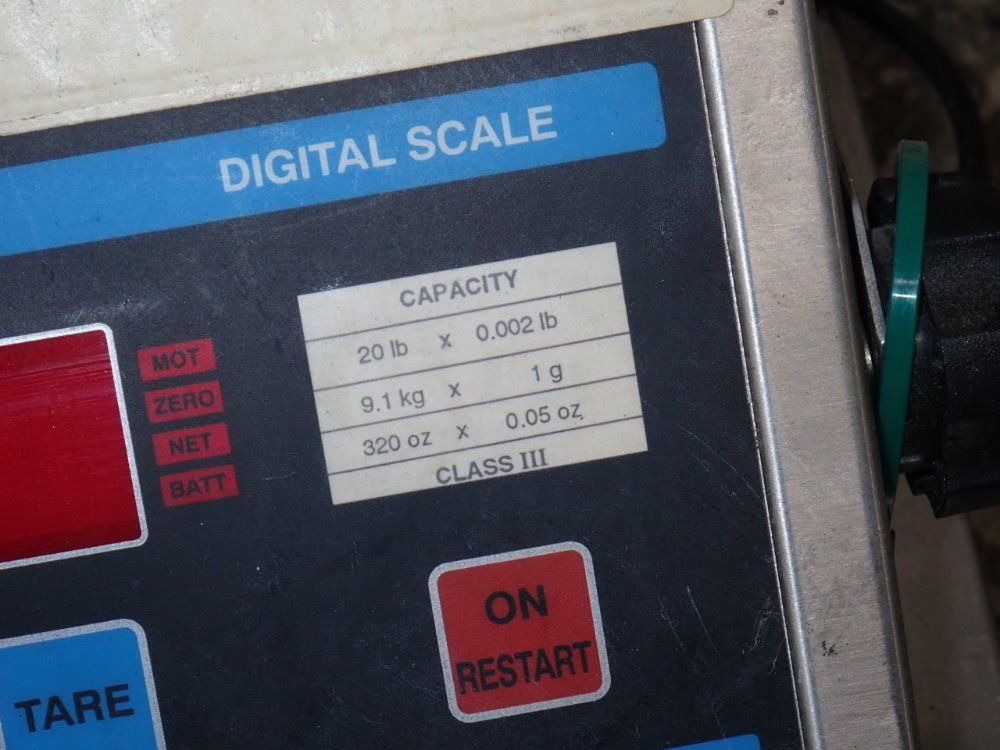 DIGITAL SCALE
CAPACITY
20 lb x 0.002 lb
9.1 kg x 1 g
320 oz x 0.05 oz
CLASS III
MOT
ZERO
NET
BATT
ON
RESTART
TARE